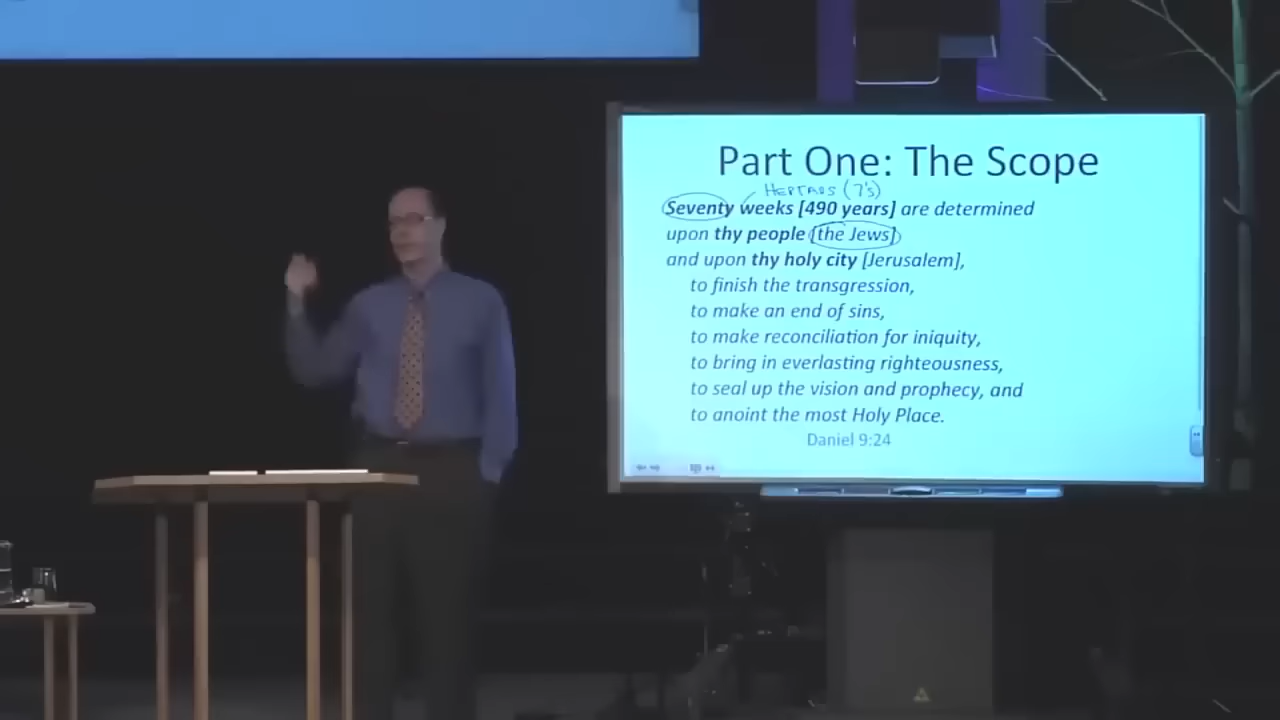 Part One: The Scope
HEPTADS (7's)
Seventy weeks [490 years] are determined
upon thy people [the Jews]
and upon thy holy city [Jerusalem],
to finish the transgression,
to make an end of sins,
to make reconciliation for iniquity,
to bring in everlasting righteousness,
to seal up the vision and prophecy, and
to anoint the most Holy Place.
Daniel 9:24